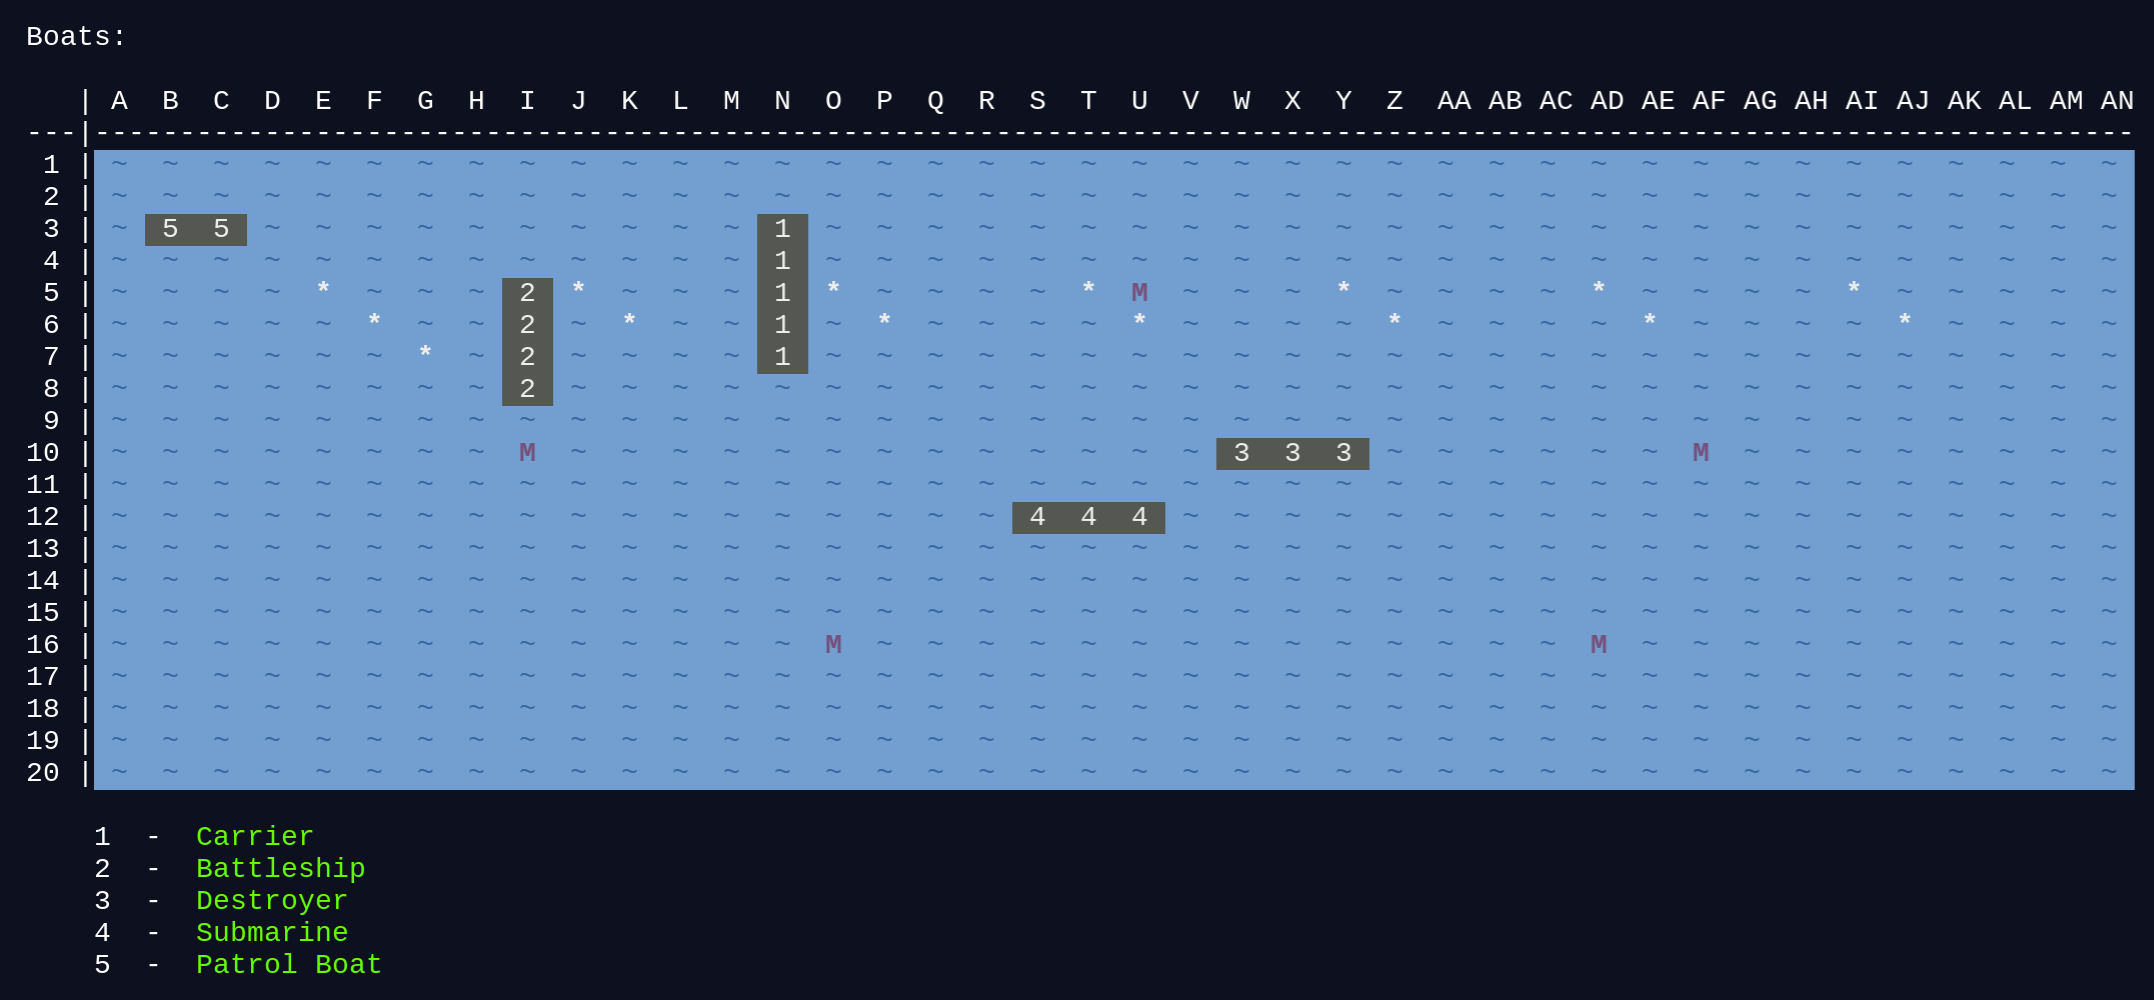 Boats:
| A B C D E F G H I J K L M N O P Q R S T U V W X Y Z AA AB AC AD AE AF AG AH AI AJ AK AL AM AN
---|------------------------------------------------------------------------------------------------------------------------
1 | ~ ~ ~ ~ ~ ~ ~ ~ ~ ~ ~ ~ ~ ~ ~ ~ ~ ~ ~ ~ ~ ~ ~ ~ ~ ~ ~ ~ ~ ~ ~ ~ ~ ~ ~ ~ ~ ~ ~ ~
2 | ~ ~ ~ ~ ~ ~ ~ ~ ~ ~ ~ ~ ~ ~ ~ ~ ~ ~ ~ ~ ~ ~ ~ ~ ~ ~ ~ ~ ~ ~ ~ ~ ~ ~ ~ ~ ~ ~ ~ ~
3 | ~ 5 5 ~ ~ ~ ~ ~ ~ ~ ~ ~ ~ 1 ~ ~ ~ ~ ~ ~ ~ ~ ~ ~ ~ ~ ~ ~ ~ ~ ~ ~ ~ ~ ~ ~ ~ ~ ~ ~
4 | ~ ~ ~ ~ ~ ~ ~ ~ ~ ~ ~ ~ ~ 1 ~ ~ ~ ~ ~ ~ ~ ~ ~ ~ ~ ~ ~ ~ ~ ~ ~ ~ ~ ~ ~ ~ ~ ~ ~ ~
5 | ~ ~ ~ ~ * ~ ~ ~ 2 * ~ ~ ~ 1 * ~ ~ ~ ~ * M ~ ~ ~ * ~ ~ ~ ~ * ~ ~ ~ ~ * ~ ~ ~ ~ ~
6 | ~ ~ ~ ~ ~ * ~ ~ 2 ~ * ~ ~ 1 ~ * ~ ~ ~ ~ * ~ ~ ~ ~ * ~ ~ ~ ~ * ~ ~ ~ ~ * ~ ~ ~ ~
7 | ~ ~ ~ ~ ~ ~ * ~ 2 ~ ~ ~ ~ 1 ~ ~ ~ ~ ~ ~ ~ ~ ~ ~ ~ ~ ~ ~ ~ ~ ~ ~ ~ ~ ~ ~ ~ ~ ~ ~
8 | ~ ~ ~ ~ ~ ~ ~ ~ 2 ~ ~ ~ ~ ~ ~ ~ ~ ~ ~ ~ ~ ~ ~ ~ ~ ~ ~ ~ ~ ~ ~ ~ ~ ~ ~ ~ ~ ~ ~ ~
9 | ~ ~ ~ ~ ~ ~ ~ ~ ~ ~ ~ ~ ~ ~ ~ ~ ~ ~ ~ ~ ~ ~ ~ ~ ~ ~ ~ ~ ~ ~ ~ ~ ~ ~ ~ ~ ~ ~ ~ ~
10 | ~ ~ ~ ~ ~ ~ ~ ~ M ~ ~ ~ ~ ~ ~ ~ ~ ~ ~ ~ ~ ~ 3 3 3 ~ ~ ~ ~ ~ ~ M ~ ~ ~ ~ ~ ~ ~ ~
11 | ~ ~ ~ ~ ~ ~ ~ ~ ~ ~ ~ ~ ~ ~ ~ ~ ~ ~ ~ ~ ~ ~ ~ ~ ~ ~ ~ ~ ~ ~ ~ ~ ~ ~ ~ ~ ~ ~ ~ ~
12 | ~ ~ ~ ~ ~ ~ ~ ~ ~ ~ ~ ~ ~ ~ ~ ~ ~ ~ 4 4 4 ~ ~ ~ ~ ~ ~ ~ ~ ~ ~ ~ ~ ~ ~ ~ ~ ~ ~ ~
13 | ~ ~ ~ ~ ~ ~ ~ ~ ~ ~ ~ ~ ~ ~ ~ ~ ~ ~ ~ ~ ~ ~ ~ ~ ~ ~ ~ ~ ~ ~ ~ ~ ~ ~ ~ ~ ~ ~ ~ ~
14 | ~ ~ ~ ~ ~ ~ ~ ~ ~ ~ ~ ~ ~ ~ ~ ~ ~ ~ ~ ~ ~ ~ ~ ~ ~ ~ ~ ~ ~ ~ ~ ~ ~ ~ ~ ~ ~ ~ ~ ~
15 | ~ ~ ~ ~ ~ ~ ~ ~ ~ ~ ~ ~ ~ ~ ~ ~ ~ ~ ~ ~ ~ ~ ~ ~ ~ ~ ~ ~ ~ ~ ~ ~ ~ ~ ~ ~ ~ ~ ~ ~
16 | ~ ~ ~ ~ ~ ~ ~ ~ ~ ~ ~ ~ ~ ~ M ~ ~ ~ ~ ~ ~ ~ ~ ~ ~ ~ ~ ~ ~ M ~ ~ ~ ~ ~ ~ ~ ~ ~ ~
17 | ~ ~ ~ ~ ~ ~ ~ ~ ~ ~ ~ ~ ~ ~ ~ ~ ~ ~ ~ ~ ~ ~ ~ ~ ~ ~ ~ ~ ~ ~ ~ ~ ~ ~ ~ ~ ~ ~ ~ ~
18 | ~ ~ ~ ~ ~ ~ ~ ~ ~ ~ ~ ~ ~ ~ ~ ~ ~ ~ ~ ~ ~ ~ ~ ~ ~ ~ ~ ~ ~ ~ ~ ~ ~ ~ ~ ~ ~ ~ ~ ~
19 | ~ ~ ~ ~ ~ ~ ~ ~ ~ ~ ~ ~ ~ ~ ~ ~ ~ ~ ~ ~ ~ ~ ~ ~ ~ ~ ~ ~ ~ ~ ~ ~ ~ ~ ~ ~ ~ ~ ~ ~
20 | ~ ~ ~ ~ ~ ~ ~ ~ ~ ~ ~ ~ ~ ~ ~ ~ ~ ~ ~ ~ ~ ~ ~ ~ ~ ~ ~ ~ ~ ~ ~ ~ ~ ~ ~ ~ ~ ~ ~ ~
1 - Carrier
2 - Battleship
3 - Destroyer
4 - Submarine
5 - Patrol Boat